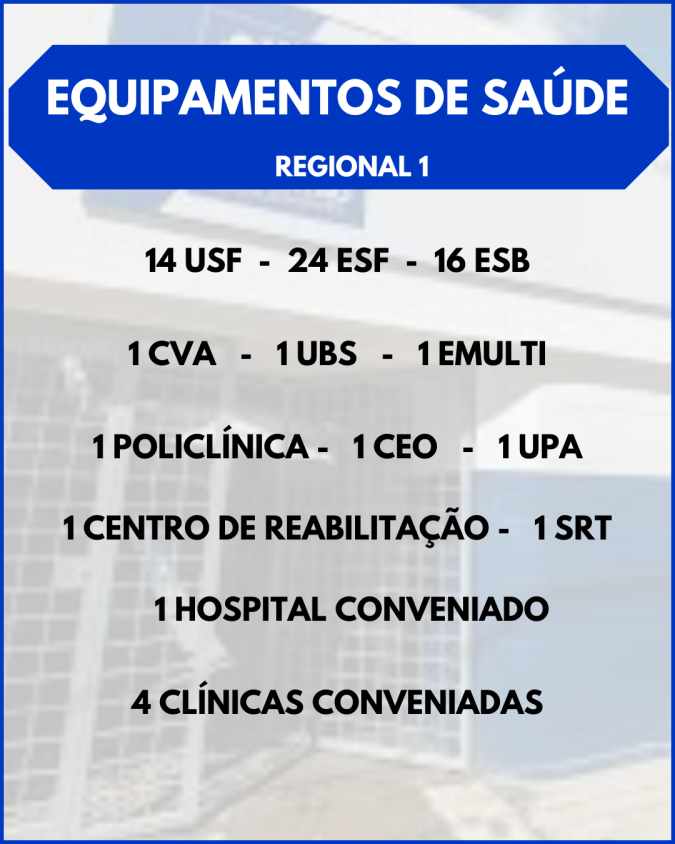 EQUIPAMENTOS DE SAÚDE
REGIONAL 1
14 USF - 24 ESF - 16 ESB
1 CVA - 1 UBS - 1 EMULTI
1 POLICLÍNICA - 1 CEO - 1 UPA
1 CENTRO DE REABILITAÇÃO - 1 SRT
1 HOSPITAL CONVENIADO
4 CLÍNICAS CONVENIADAS